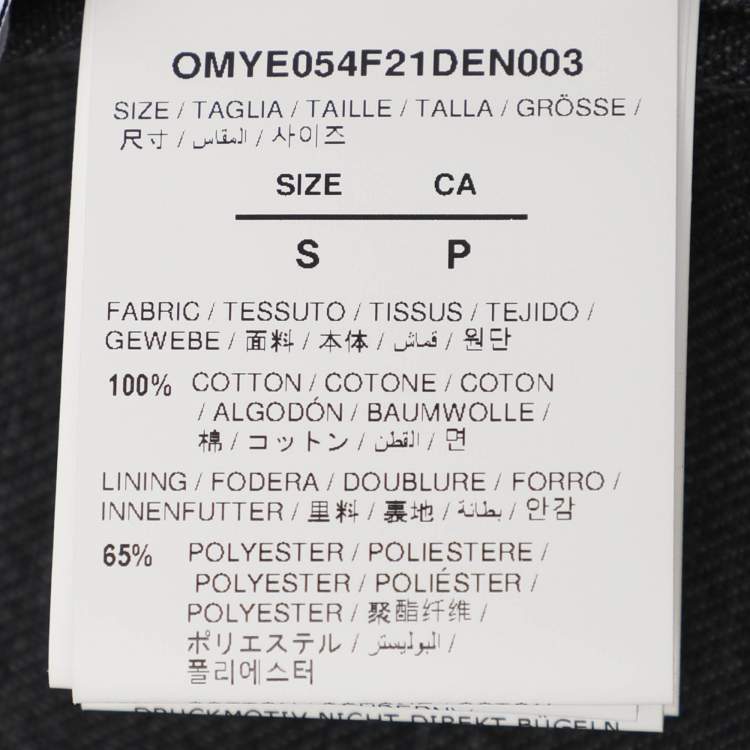 OMYE054F21DEN003
SIZE / TAGLIA / TAILLE / TALLA / GRÖSSE /
尺寸 / المقاس / 사이즈
SIZE CA
S P
FABRIC / TESSUTO / TISSUS / TEJIDO /
GEWEBE / 面料 / 本体 / قماش / 원단
100% COTTON / COTONE / COTON
/ ALGODÓN / BAUMWOLLE /
棉 / コットン / القطن / 면
LINING / FODERA / DOUBLURE / FORRO /
INNENFUTTER / 里料 / 裏地 / بطانة / 안감
65% POLYESTER / POLIESTERE /
POLYESTER / POLIÉSTER /
POLYESTER / 聚酯纤维 /
ポリエステル / البوليستر /
폴리에스터
DRUCKMOTIV NICHT DIREKT BÜGELN